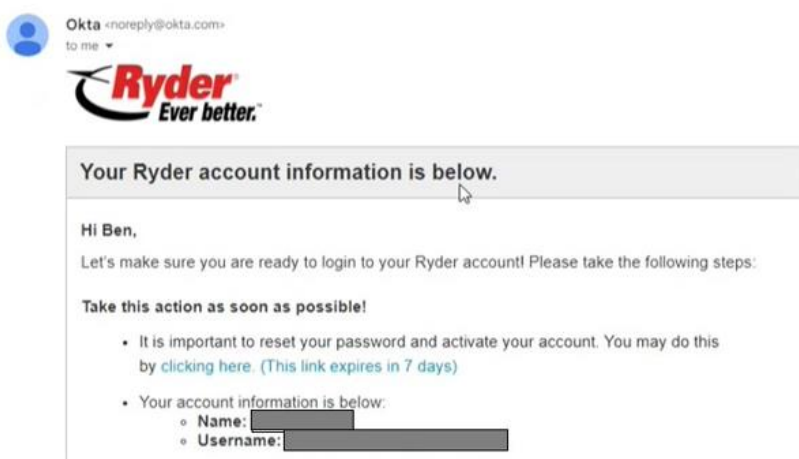 Okta <noreply@okta.com>
to me
Ryder
Ever better.™
Your Ryder account information is below.
Hi Ben,
Let's make sure you are ready to login to your Ryder account! Please take the following steps:
Take this action as soon as possible!
• It is important to reset your password and activate your account. You may do this
by clicking here. (This link expires in 7 days)
• Your account information is below:
◦ Name:
◦ Username: